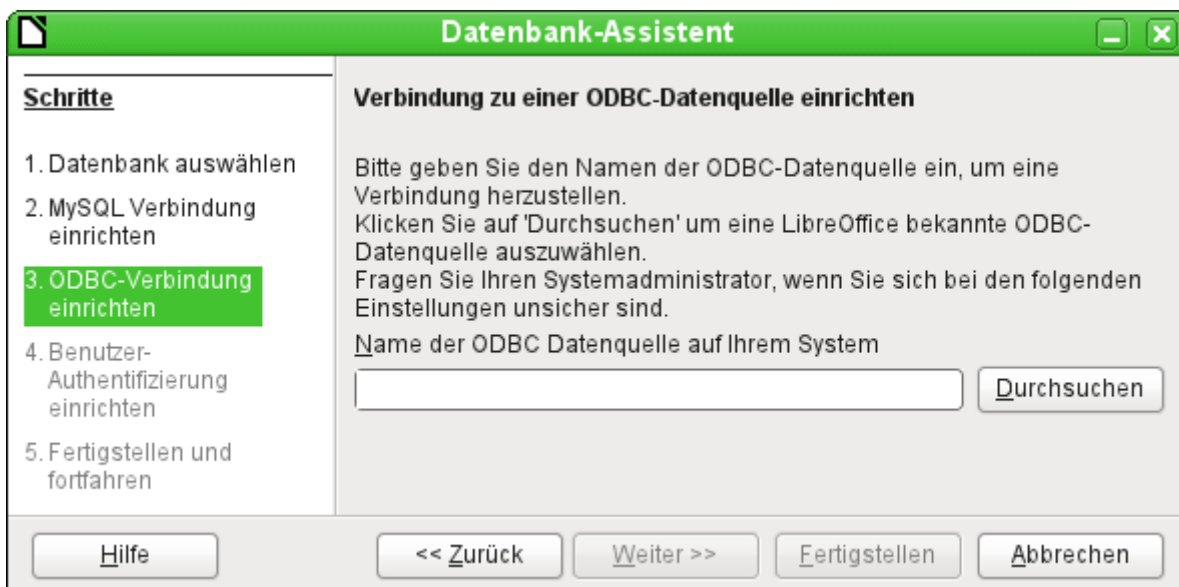 Datenbank-Assistent
Schritte
1. Datenbank auswählen
2. MySQL Verbindung
einrichten
3. ODBC-Verbindung
einrichten
4. Benutzer-
Authentifizierung
einrichten
5. Fertigstellen und
fortfahren
Verbindung zu einer ODBC-Datenquelle einrichten
Bitte geben Sie den Namen der ODBC-Datenquelle ein, um eine
Verbindung herzustellen.
Klicken Sie auf 'Durchsuchen' um eine LibreOffice bekannte ODBC-
Datenquelle auszuwählen.
Fragen Sie Ihren Systemadministrator, wenn Sie sich bei den folgenden
Einstellungen unsicher sind.
Name der ODBC Datenquelle auf Ihrem System
Durchsuchen
Hilfe
<< Zurück
Weiter >>
Fertigstellen
Abbrechen